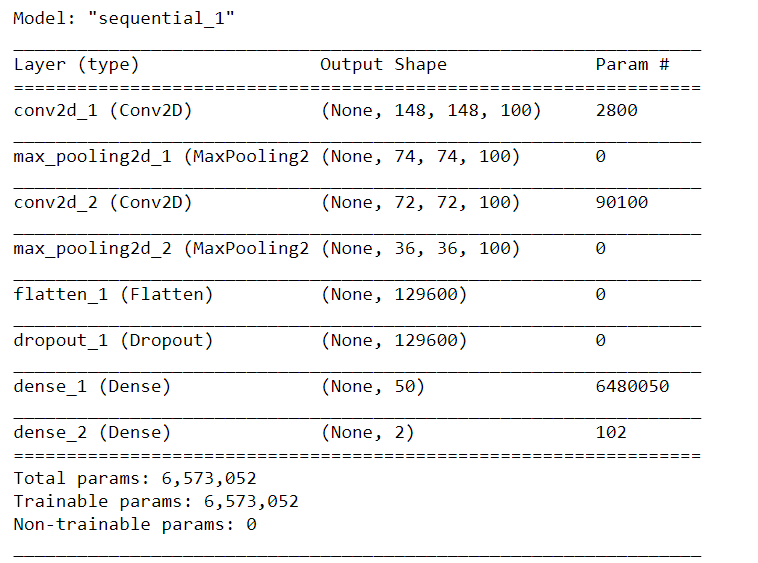 Model: "sequential_1"
_________________________________________________________________
Layer (type)                 Output Shape              Param #
=================================================================
conv2d_1 (Conv2D)            (None, 148, 148, 100)     2800
_________________________________________________________________
max_pooling2d_1 (MaxPooling2 (None, 74, 74, 100)       0
_________________________________________________________________
conv2d_2 (Conv2D)            (None, 72, 72, 100)       90100
_________________________________________________________________
max_pooling2d_2 (MaxPooling2 (None, 36, 36, 100)       0
_________________________________________________________________
flatten_1 (Flatten)          (None, 129600)            0
_________________________________________________________________
dropout_1 (Dropout)          (None, 129600)            0
_________________________________________________________________
dense_1 (Dense)              (None, 50)                6480050
_________________________________________________________________
dense_2 (Dense)              (None, 2)                 102
=================================================================
Total params: 6,573,052
Trainable params: 6,573,052
Non-trainable params: 0
_________________________________________________________________